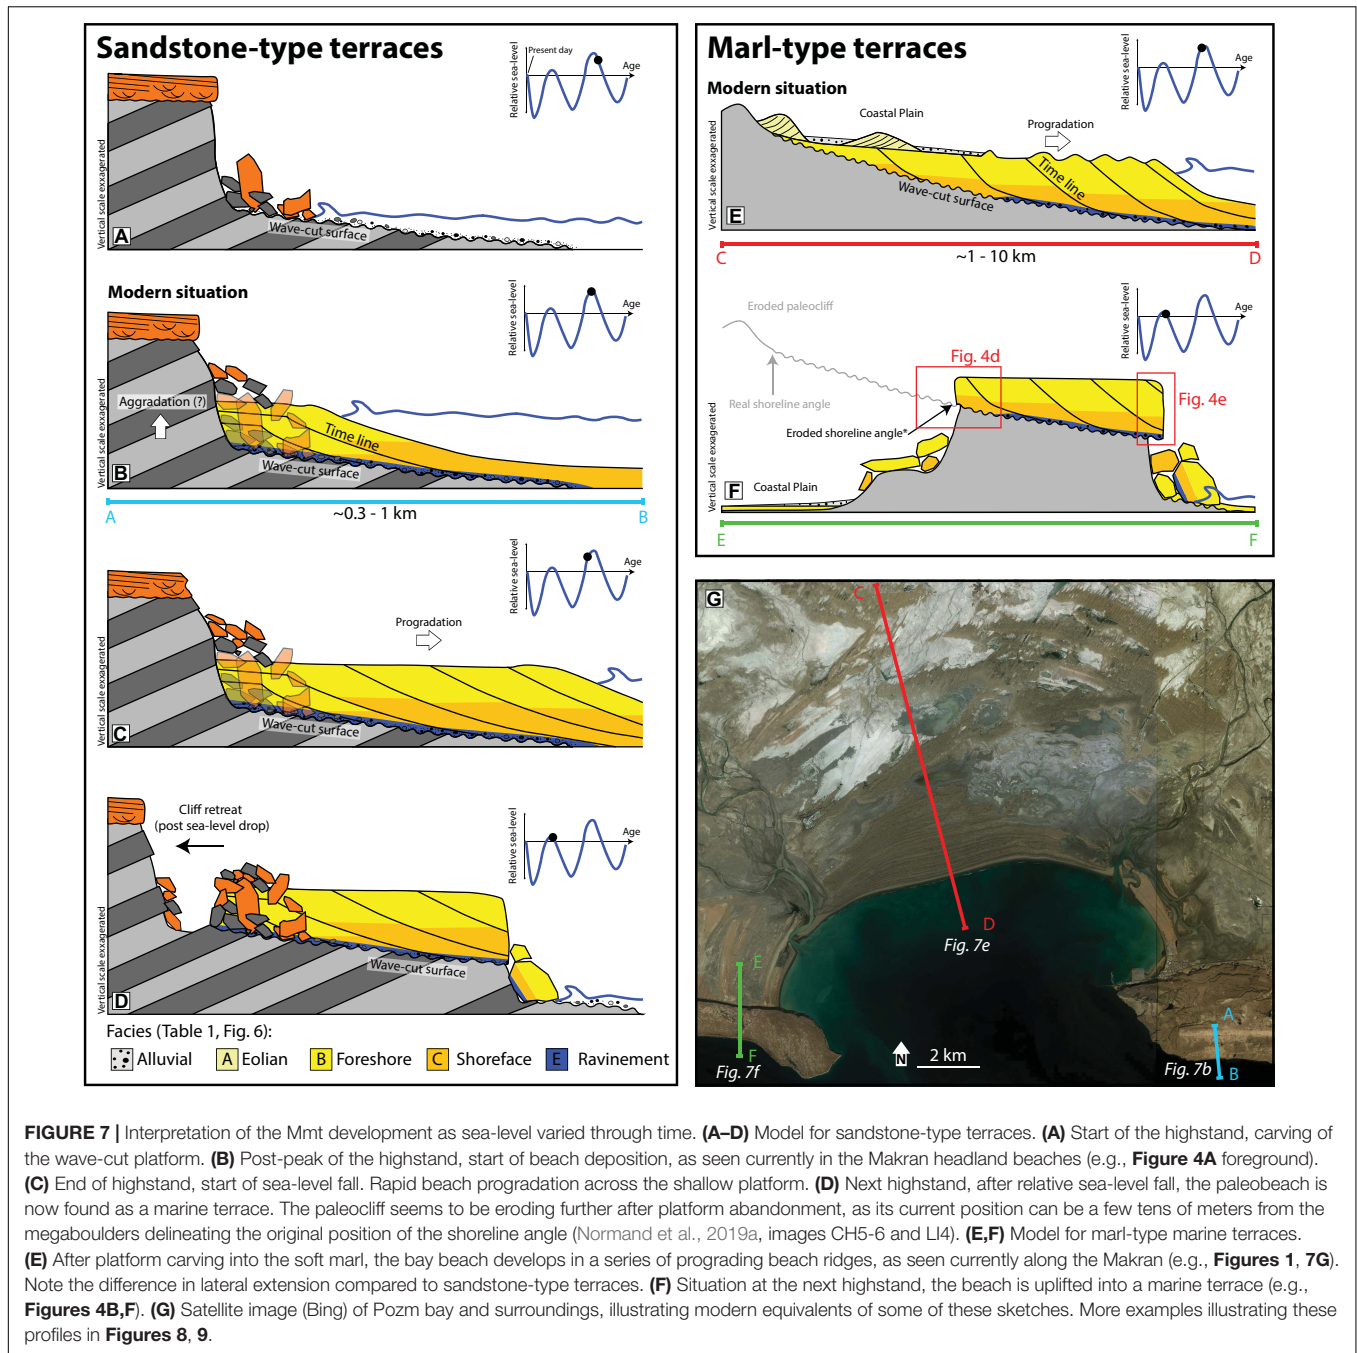 Sandstone-type terraces
Present day
Relative sea-level
Age
Vertical scale exxagerated
Wave-cut surface
A
Modern situation
Relative sea-level
Age
Vertical scale exxagerated
Aggradation (?)
Time line
Wave-cut surface
B
A
~0.3 - 1 km
B
Relative sea-level
Age
Vertical scale exxagerated
Progradation
Wave-cut surface
C
Cliff retreat
(post sea-level drop)
Relative sea-level
Age
Vertical scale exxagerated
Wave-cut surface
D
Facies (Table 1, Fig. 6):
Alluvial
A Eolian
B Foreshore
C Shoreface
E Ravinement
Marl-type terraces
Modern situation
Relative sea-level
Age
Coastal Plain
Progradation
Vertical scale exxagerated
Time line
Wave-cut surface
E
C
~1 - 10 km
D
Relative sea-level
Age
Eroded paleocliff
Fig. 4d
Real shoreline angle
Fig. 4e
Eroded shoreline angle*
Vertical scale exxagerated
Coastal Plain
F
E
F
G
C
D
Fig. 7e
E
F
Fig. 7f
N
2 km
A
B
Fig. 7b
FIGURE 7 | Interpretation of the Mmt development as sea-level varied through time. (A–D) Model for sandstone-type terraces. (A) Start of the highstand, carving of
the wave-cut platform. (B) Post-peak of the highstand, start of beach deposition, as seen currently in the Makran headland beaches (e.g., Figure 4A foreground).
(C) End of highstand, start of sea-level fall. Rapid beach progradation across the shallow platform. (D) Next highstand, after relative sea-level fall, the paleobeach is
now found as a marine terrace. The paleocliff seems to be eroding further after platform abandonment, as its current position can be a few tens of meters from the
megaboulders delineating the original position of the shoreline angle (Normand et al., 2019a, images CH5-6 and LI4). (E,F) Model for marl-type marine terraces.
(E) After platform carving into the soft marl, the bay beach develops in a series of prograding beach ridges, as seen currently along the Makran (e.g., Figures 1, 7G).
Note the difference in lateral extension compared to sandstone-type terraces. (F) Situation at the next highstand, the beach is uplifted into a marine terrace (e.g.,
Figures 4B,F). (G) Satellite image (Bing) of Pozm bay and surroundings, illustrating modern equivalents of some of these sketches. More examples illustrating these
profiles in Figures 8, 9.